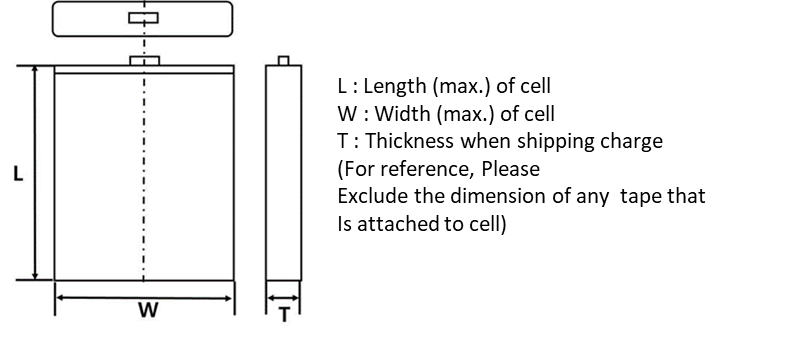 L : Length (max.) of cell
W : Width (max.) of cell
T : Thickness when shipping charge
(For reference, Please
Exclude the dimension of any  tape that
Is attached to cell)
L
W
T